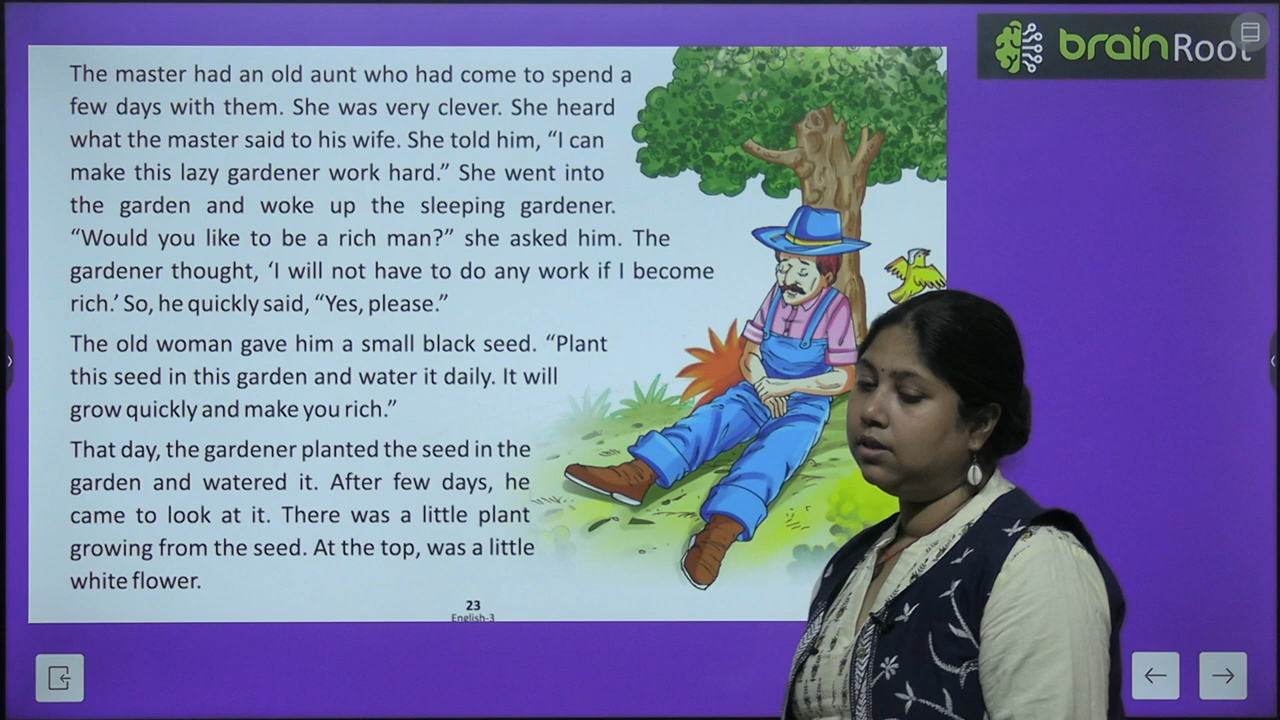 brainRoot
The master had an old aunt who had come to spend a
few days with them. She was very clever. She heard
what the master said to his wife. She told him, “I can
make this lazy gardener work hard.” She went into
the garden and woke up the sleeping gardener.
“Would you like to be a rich man?” she asked him. The
gardener thought, ‘I will not have to do any work if I become
rich.’ So, he quickly said, “Yes, please.”
The old woman gave him a small black seed. “Plant
this seed in this garden and water it daily. It will
grow quickly and make you rich.”
That day, the gardener planted the seed in the
garden and watered it. After few days, he
came to look at it. There was a little plant
growing from the seed. At the top, was a little
white flower.
23
English-3